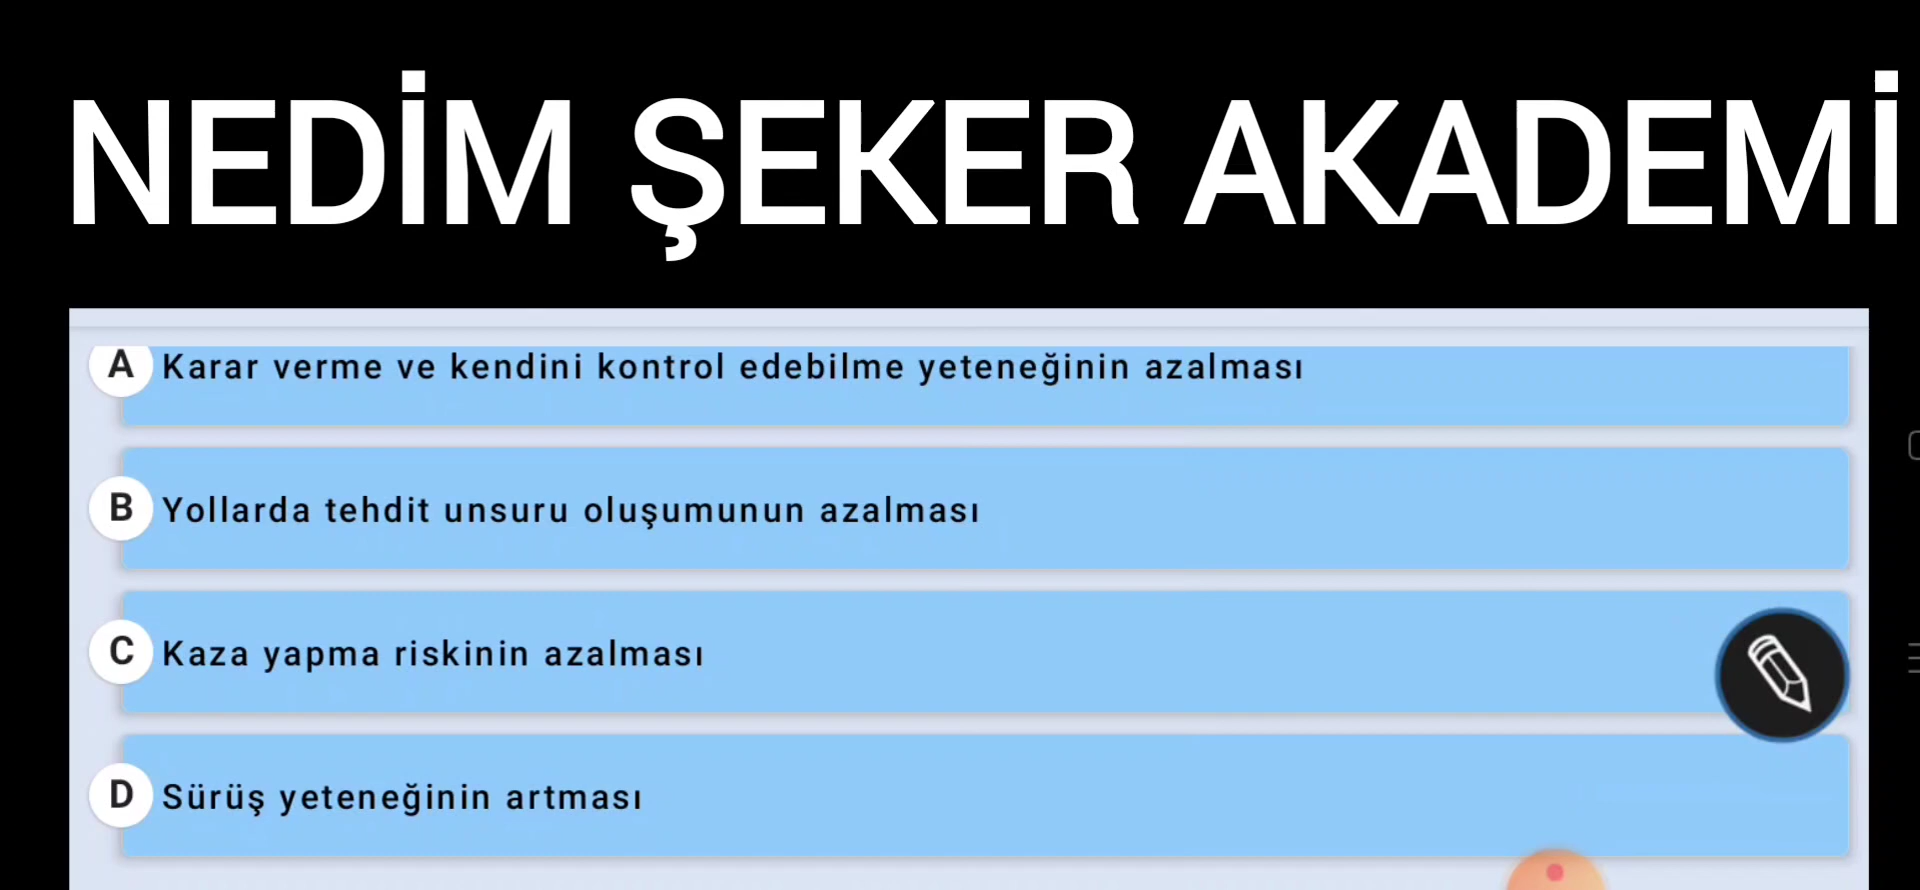 NEDİM ŞEKER AKADEMİ
A Karar verme ve kendini kontrol edebilme yeteneğinin azalması
B Yollarda tehdit unsuru oluşumunun azalması
C Kaza yapma riskinin azalması
D Sürüş yeteneğinin artması